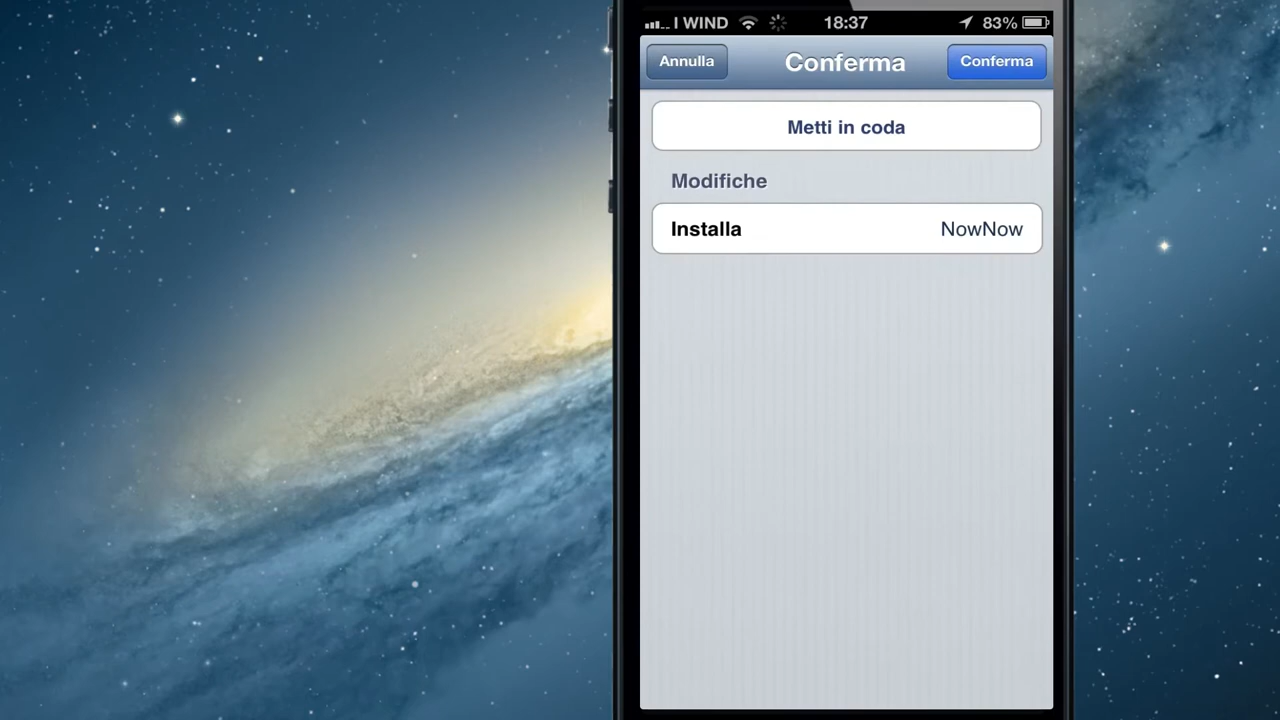 I WIND 18:37 83%
Annulla Conferma Conferma
Metti in coda
Modifiche
Installa NowNow